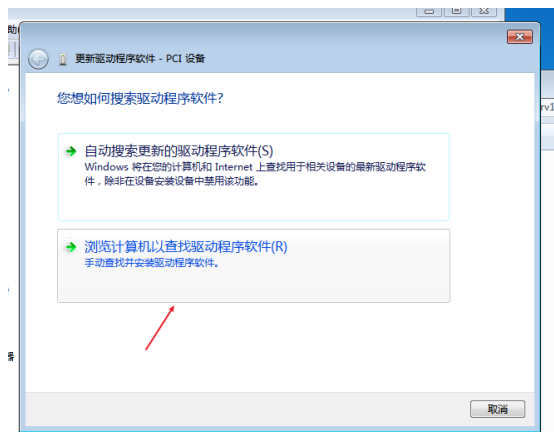 助
更新驱动程序软件 - PCI 设备
rv1
您想如何搜索驱动程序软件?
自动搜索更新的驱动程序软件(S)
Windows 将在您的计算机和 Internet 上查找用于相关设备的最新驱动程序软
件，除非在设备安装设备中禁用该功能。
浏览计算机以查找驱动程序软件(R)
手动查找并安装驱动程序软件。
器
取消